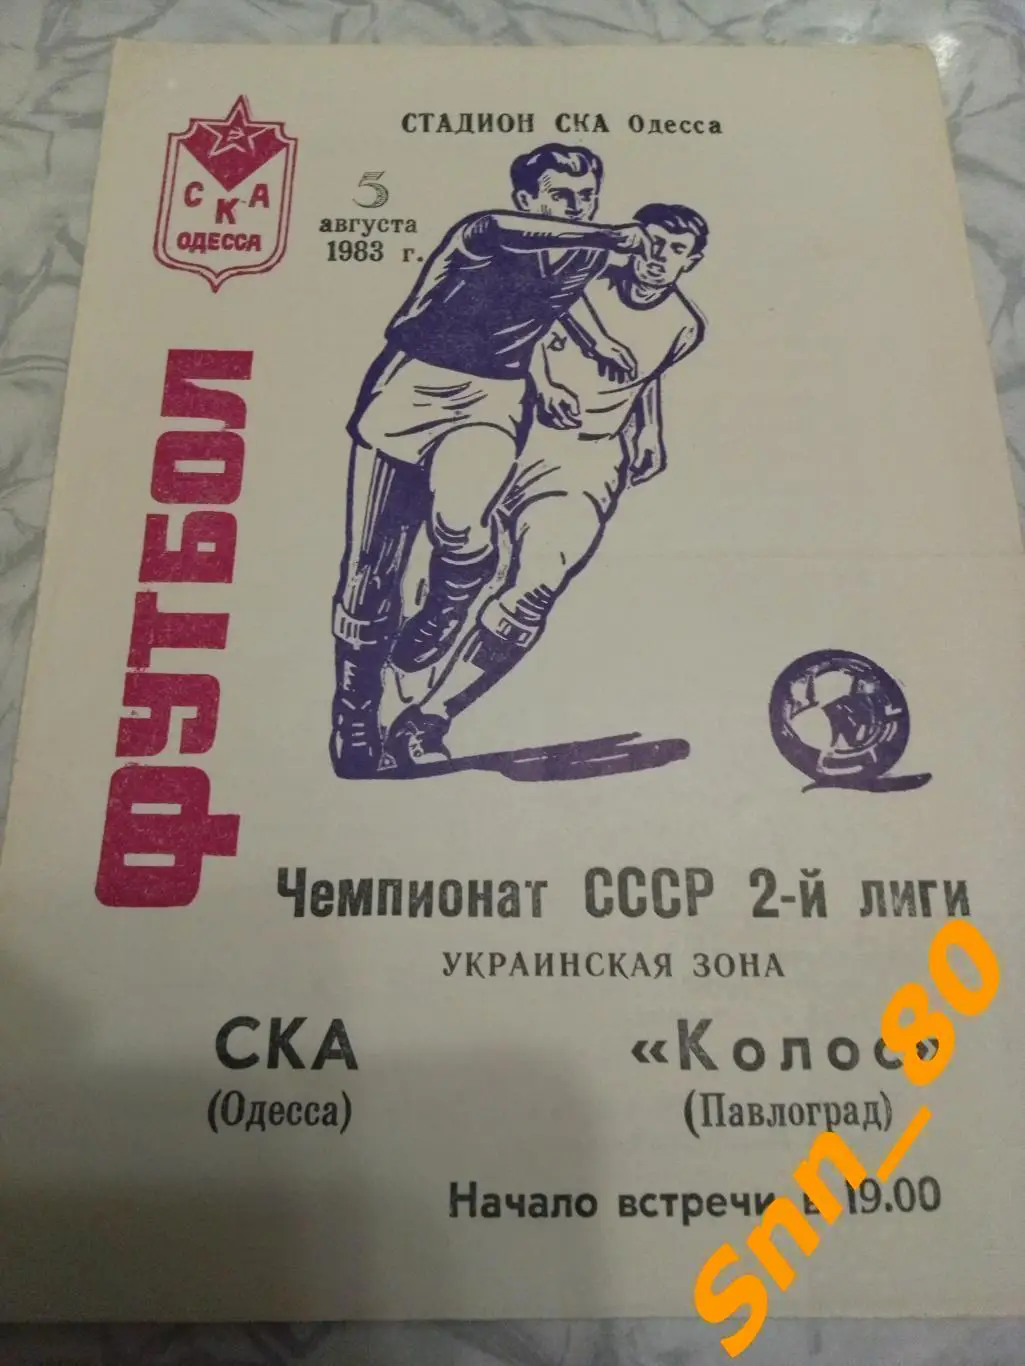 СКА
ОДЕССА
СТАДИОН СКА Одесса
5
августа
1983 г.
ФУТБОЛ
Чемпионат СССР 2-й лиги
УКРАИНСКАЯ ЗОНА
СКА
(Одесса)
«Колос»
(Павлоград)
Начало встречи в 19.00
Snn_80